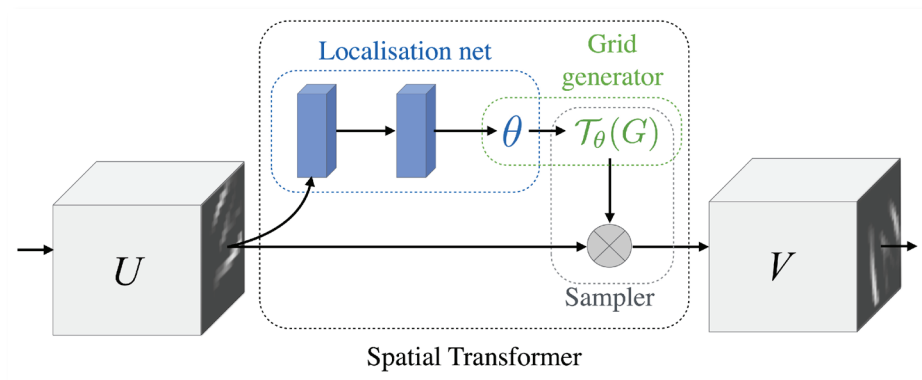 Localisation net
Grid
generator
θ
𝒯θ(G)
U
V
Sampler
Spatial Transformer